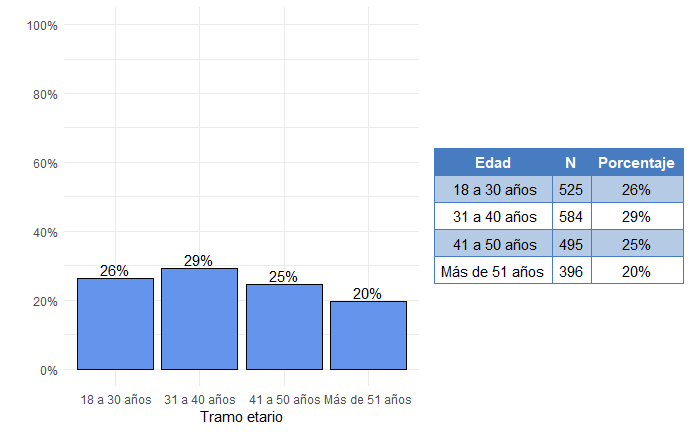 100%
80%
60%
40%
20%
0%
26%
29%
25%
20%
18 a 30 años 31 a 40 años 41 a 50 años Más de 51 años
Tramo etario
Edad N Porcentaje
18 a 30 años 525 26%
31 a 40 años 584 29%
41 a 50 años 495 25%
Más de 51 años 396 20%